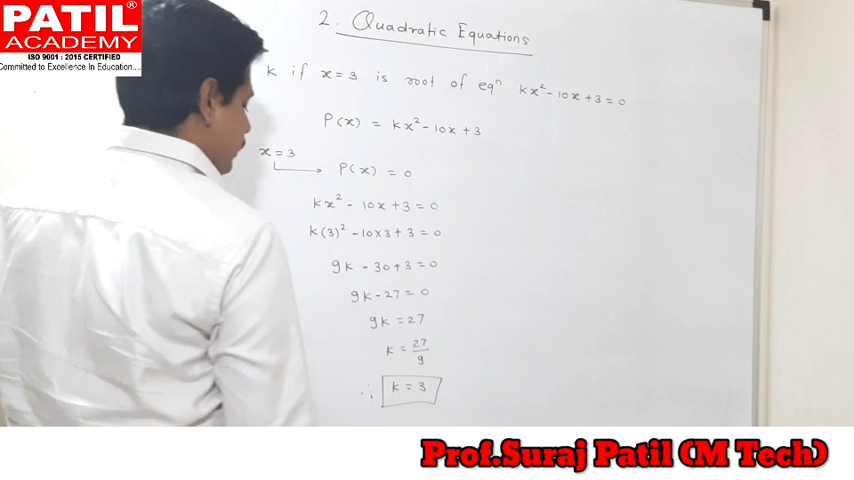 PATIL®
ACADEMY
ISO 9001 : 2015 CERTIFIED
Committed to Excellence In Education....
2. Quadratic Equations
k if x=3 is root of eqⁿ kx² - 10x + 3 = 0
P(x) = kx² - 10x + 3
x=3
P(x) = 0
kx² - 10x + 3 = 0
k(3)² - 10×3 + 3 = 0
9k - 30 + 3 = 0
9k - 27 = 0
9k = 27
k = 27/9
∴ k = 3
Prof.Suraj Patil (M Tech)